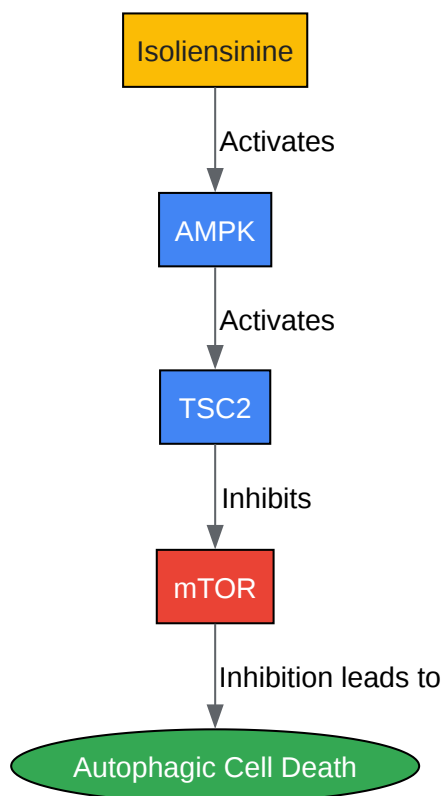 Isoliensinine
Activates
AMPK
Activates
TSC2
Inhibits
mTOR
Inhibition leads to
Autophagic Cell Death